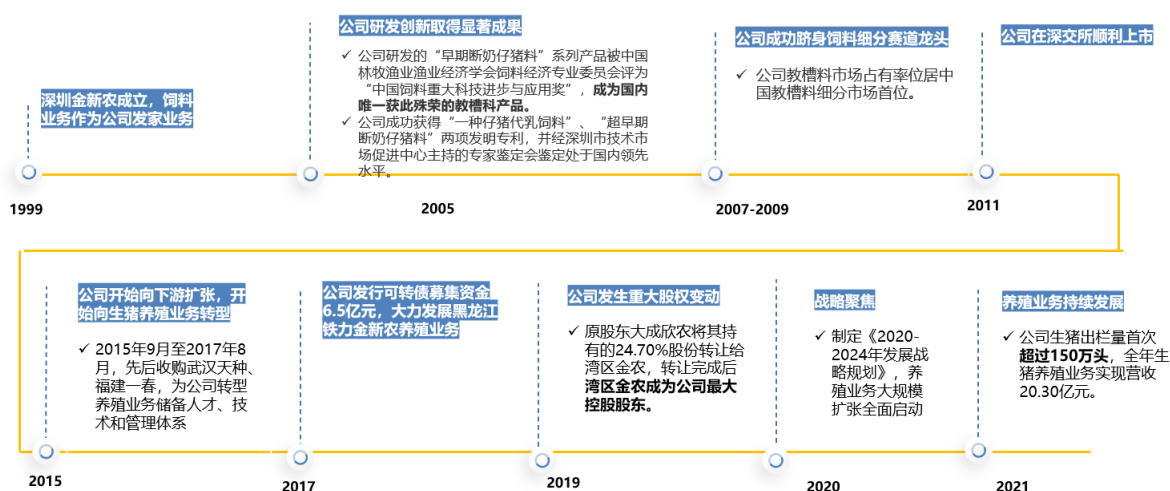 深圳金新农成立，饲料
业务作为公司发家业务
1999
公司研发创新取得显著成果
✓ 公司研发的“早期断奶仔猪料”系列产品被中国
林牧渔业渔业经济学会饲料经济专业委员会评为
“中国饲料重大科技进步与应用奖”，成为国内
唯一获此殊荣的教槽科产品。
✓ 公司成功获得“一种仔猪代乳饲料”、“超早期
断奶仔猪料”两项发明专利，并经深圳市技术市
场促进中心主持的专家鉴定会鉴定处于国内领先
水平。
2005
公司成功跻身饲料细分赛道龙头
✓ 公司教槽料市场占有率位居中
国教槽料细分市场首位。
2007-2009
公司在深交所顺利上市
2011
公司开始向下游扩张，开
始向生猪养殖业务转型
✓ 2015年9月至2017年8
月，先后收购武汉天种、
福建一春，为公司转型
养殖业务储备人才、技
术和管理体系
2015
公司发行可转债募集资金
6.5亿元，大力发展黑龙江
铁力金新农养殖业务
2017
公司发生重大股权变动
✓ 原股东大成欣农将其持
有的24.70%股份转让给
湾区金农，转让完成后
湾区金农成为公司最大
控股股东。
2019
战略聚焦
✓ 制定《2020-
2024年发展战
略规划》，养
殖业务大规模
扩张全面启动
2020
养殖业务持续发展
✓ 公司生猪出栏量首次
超过150万头，全年生
猪养殖业务实现营收
20.30亿元。
2021